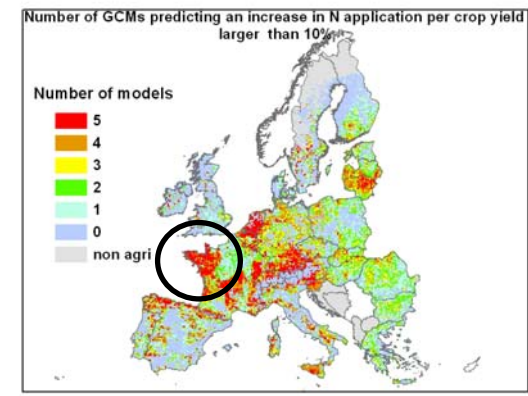 Number of GCMs predicting an increase in N application per crop yield
larger than 10%
Number of models
5
4
3
2
1
0
non agri